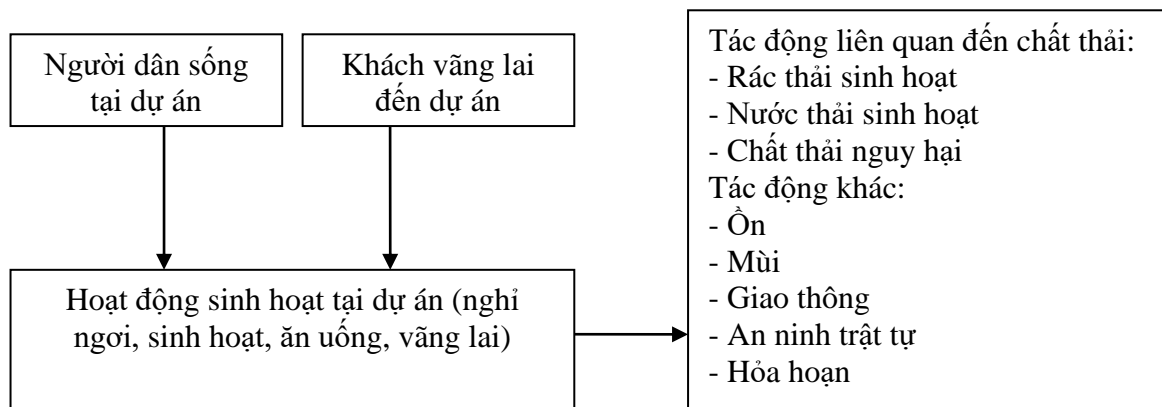 Người dân sống
tại dự án
Khách vãng lai
đến dự án
Hoạt động sinh hoạt tại dự án (nghỉ
ngơi, sinh hoạt, ăn uống, vãng lai)
Tác động liên quan đến chất thải:
- Rác thải sinh hoạt
- Nước thải sinh hoạt
- Chất thải nguy hại
Tác động khác:
- Ồn
- Mùi
- Giao thông
- An ninh trật tự
- Hỏa hoạn